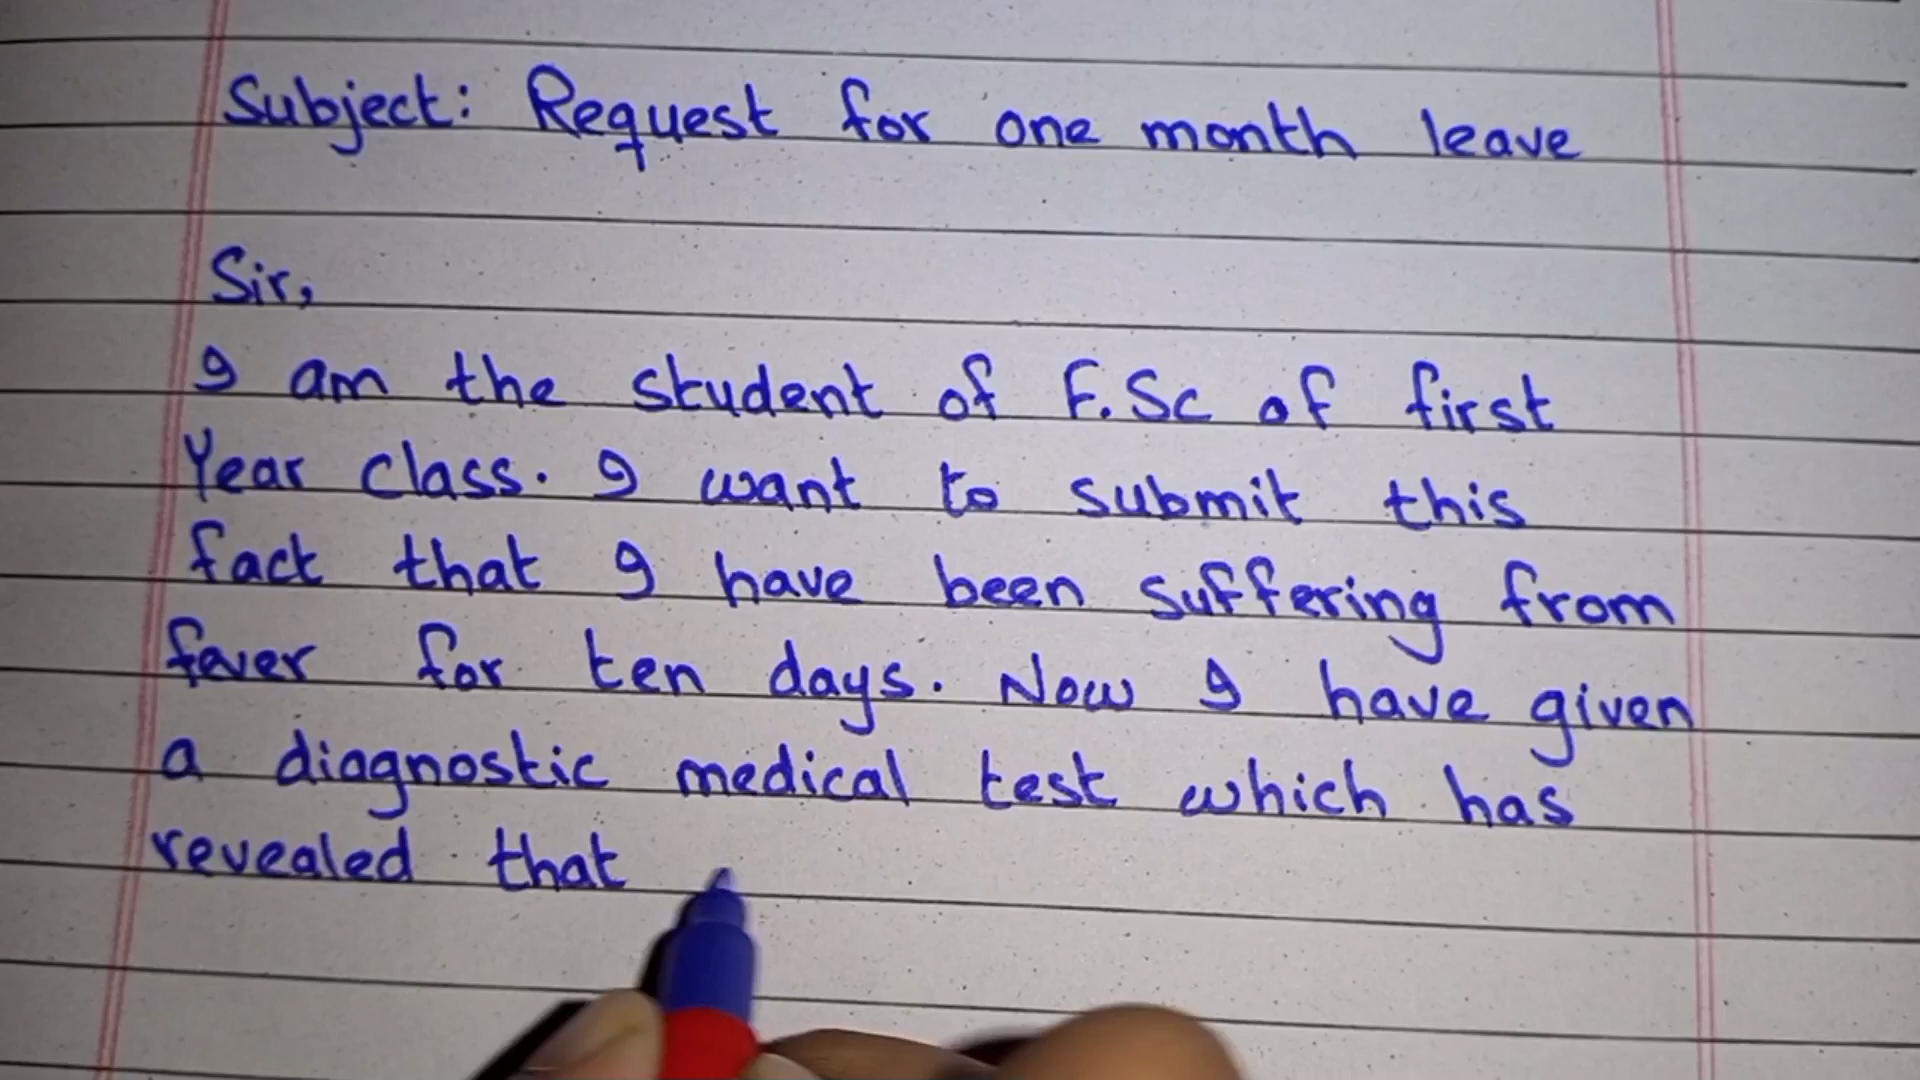 Subject: Request for one month leave
Sir,
I am the student of F.Sc of first
Year class. I want to submit this
fact that I have been suffering from
fever for ten days. Now I have given
a diagnostic medical test which has
revealed that